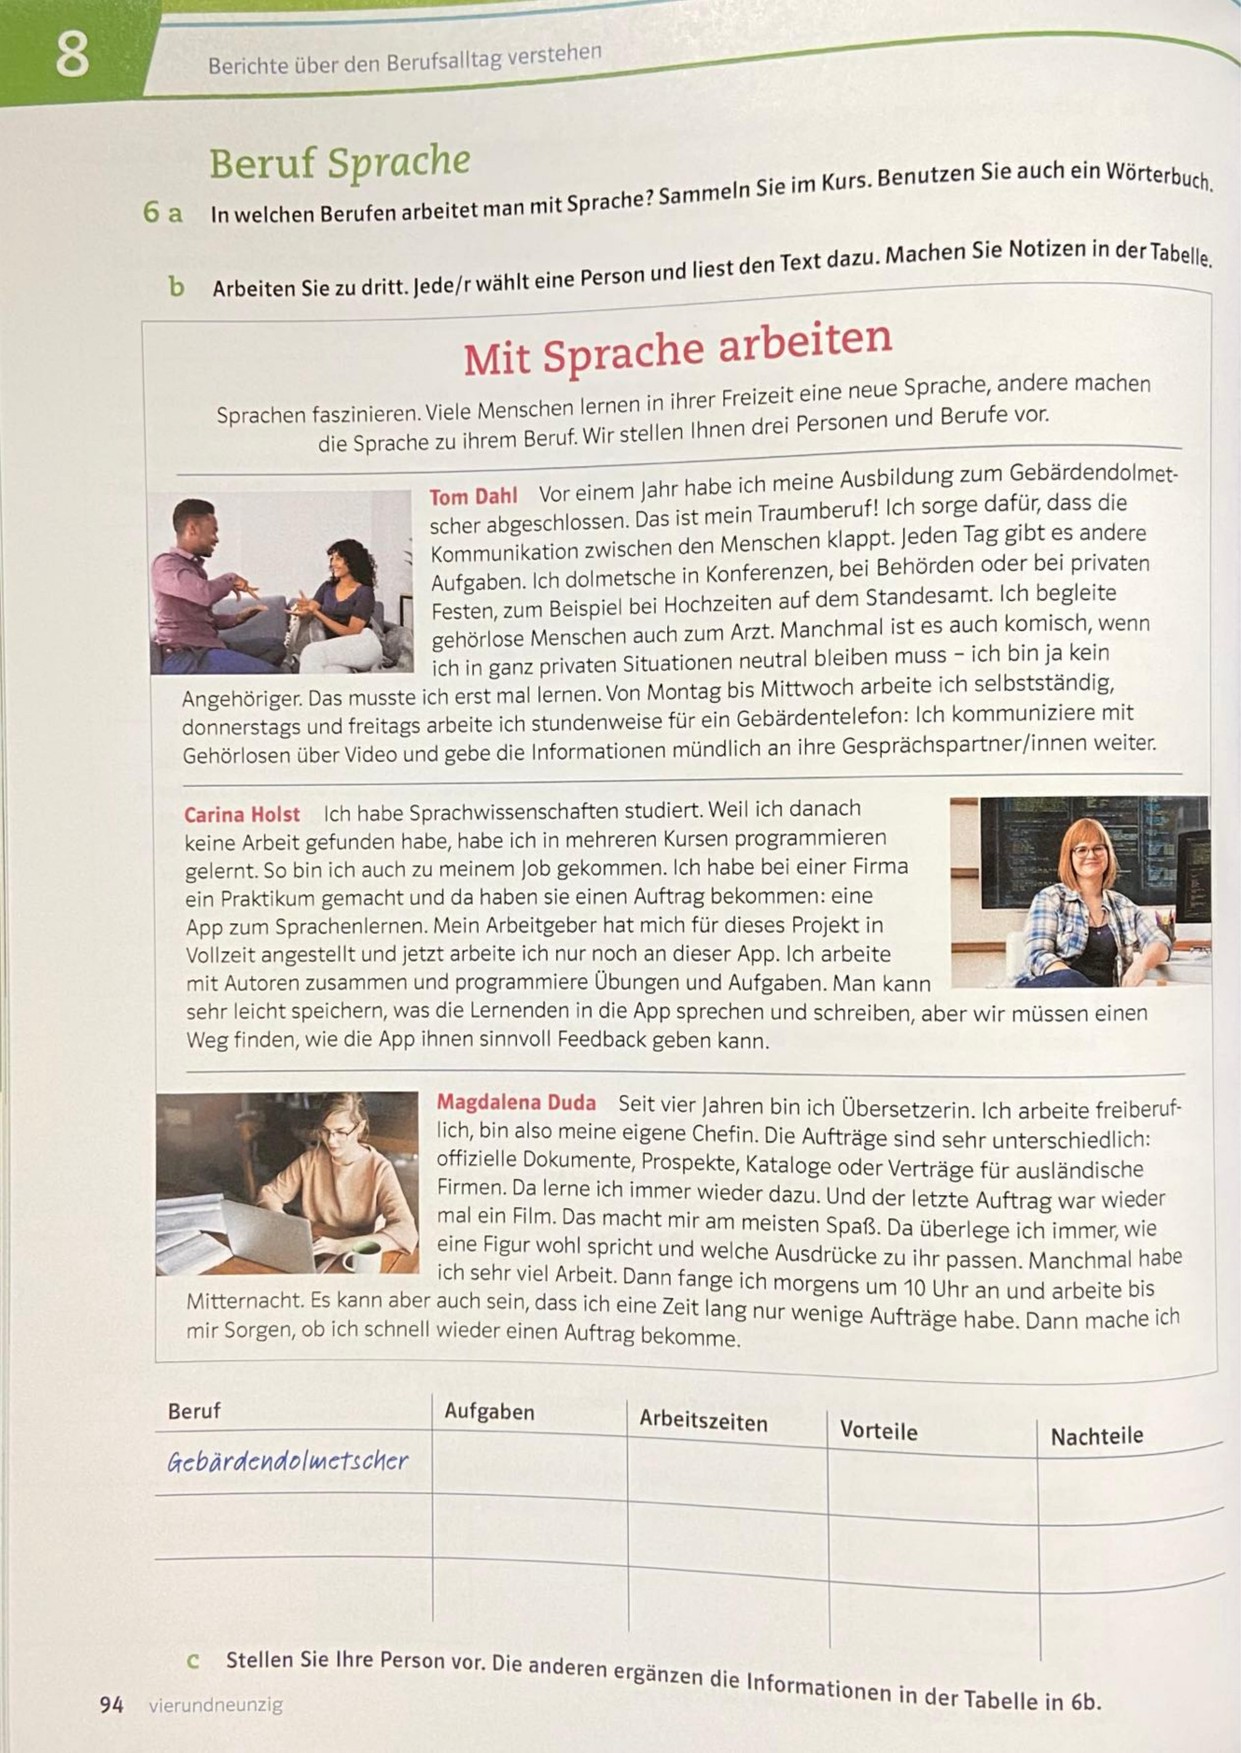 8
Berichte über den Berufsalltag verstehen
Beruf Sprache
6 a In welchen Berufen arbeitet man mit Sprache? Sammeln Sie im Kurs. Benutzen Sie auch ein Wörterbuch.
b Arbeiten Sie zu dritt. Jede/r wählt eine Person und liest den Text dazu. Machen Sie Notizen in der Tabelle.
Mit Sprache arbeiten
Sprachen faszinieren. Viele Menschen lernen in ihrer Freizeit eine neue Sprache, andere machen
die Sprache zu ihrem Beruf. Wir stellen Ihnen drei Personen und Berufe vor.
Tom Dahl Vor einem Jahr habe ich meine Ausbildung zum Gebärdendolmet-
scher abgeschlossen. Das ist mein Traumberuf! Ich sorge dafür, dass die
Kommunikation zwischen den Menschen klappt. Jeden Tag gibt es andere
Aufgaben. Ich dolmetsche in Konferenzen, bei Behörden oder bei privaten
Festen, zum Beispiel bei Hochzeiten auf dem Standesamt. Ich begleite
gehörlose Menschen auch zum Arzt. Manchmal ist es auch komisch, wenn
ich in ganz privaten Situationen neutral bleiben muss – ich bin ja kein
Angehöriger. Das musste ich erst mal lernen. Von Montag bis Mittwoch arbeite ich selbstständig,
donnerstags und freitags arbeite ich stundenweise für ein Gebärdentelefon: Ich kommuniziere mit
Gehörlosen über Video und gebe die Informationen mündlich an ihre Gesprächspartner/innen weiter.
Carina Holst Ich habe Sprachwissenschaften studiert. Weil ich danach
keine Arbeit gefunden habe, habe ich in mehreren Kursen programmieren
gelernt. So bin ich auch zu meinem Job gekommen. Ich habe bei einer Firma
ein Praktikum gemacht und da haben sie einen Auftrag bekommen: eine
App zum Sprachenlernen. Mein Arbeitgeber hat mich für dieses Projekt in
Vollzeit angestellt und jetzt arbeite ich nur noch an dieser App. Ich arbeite
mit Autoren zusammen und programmiere Übungen und Aufgaben. Man kann
sehr leicht speichern, was die Lernenden in die App sprechen und schreiben, aber wir müssen einen
Weg finden, wie die App ihnen sinnvoll Feedback geben kann.
Magdalena Duda Seit vier Jahren bin ich Übersetzerin. Ich arbeite freiberuf-
lich, bin also meine eigene Chefin. Die Aufträge sind sehr unterschiedlich:
offizielle Dokumente, Prospekte, Kataloge oder Verträge für ausländische
Firmen. Da lerne ich immer wieder dazu. Und der letzte Auftrag war wieder
mal ein Film. Das macht mir am meisten Spaß. Da überlege ich immer, wie
eine Figur wohl spricht und welche Ausdrücke zu ihr passen. Manchmal habe
ich sehr viel Arbeit. Dann fange ich morgens um 10 Uhr an und arbeite bis
Mitternacht. Es kann aber auch sein, dass ich eine Zeit lang nur wenige Aufträge habe. Dann mache ich
mir Sorgen, ob ich schnell wieder einen Auftrag bekomme.
Beruf Aufgaben Arbeitszeiten Vorteile Nachteile
Gebärdendolmetscher
c Stellen Sie Ihre Person vor. Die anderen ergänzen die Informationen in der Tabelle in 6b.
94 vierundneunzig